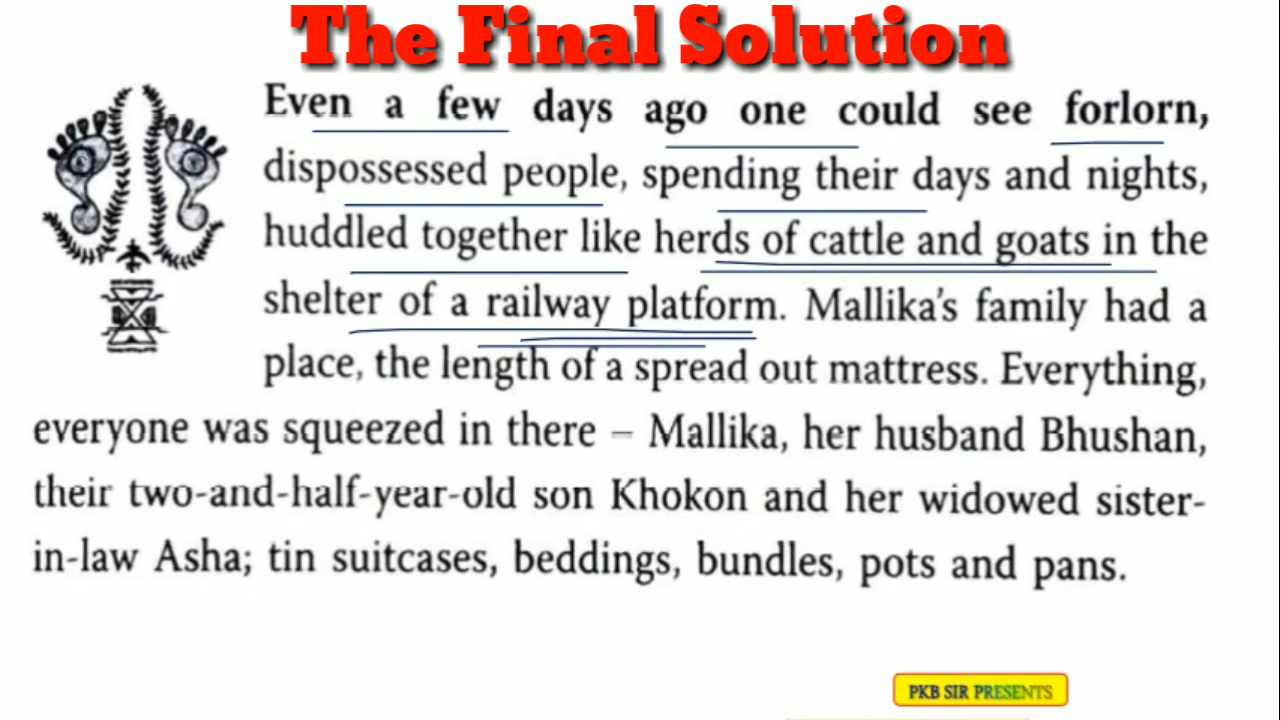 The Final Solution
Even a few days ago one could see forlorn,
dispossessed people, spending their days and nights,
huddled together like herds of cattle and goats in the
shelter of a railway platform. Mallika's family had a
place, the length of a spread out mattress. Everything,
everyone was squeezed in there – Mallika, her husband Bhushan,
their two-and-half-year-old son Khokon and her widowed sister-
in-law Asha; tin suitcases, beddings, bundles, pots and pans.
PKB SIR PRESENTS